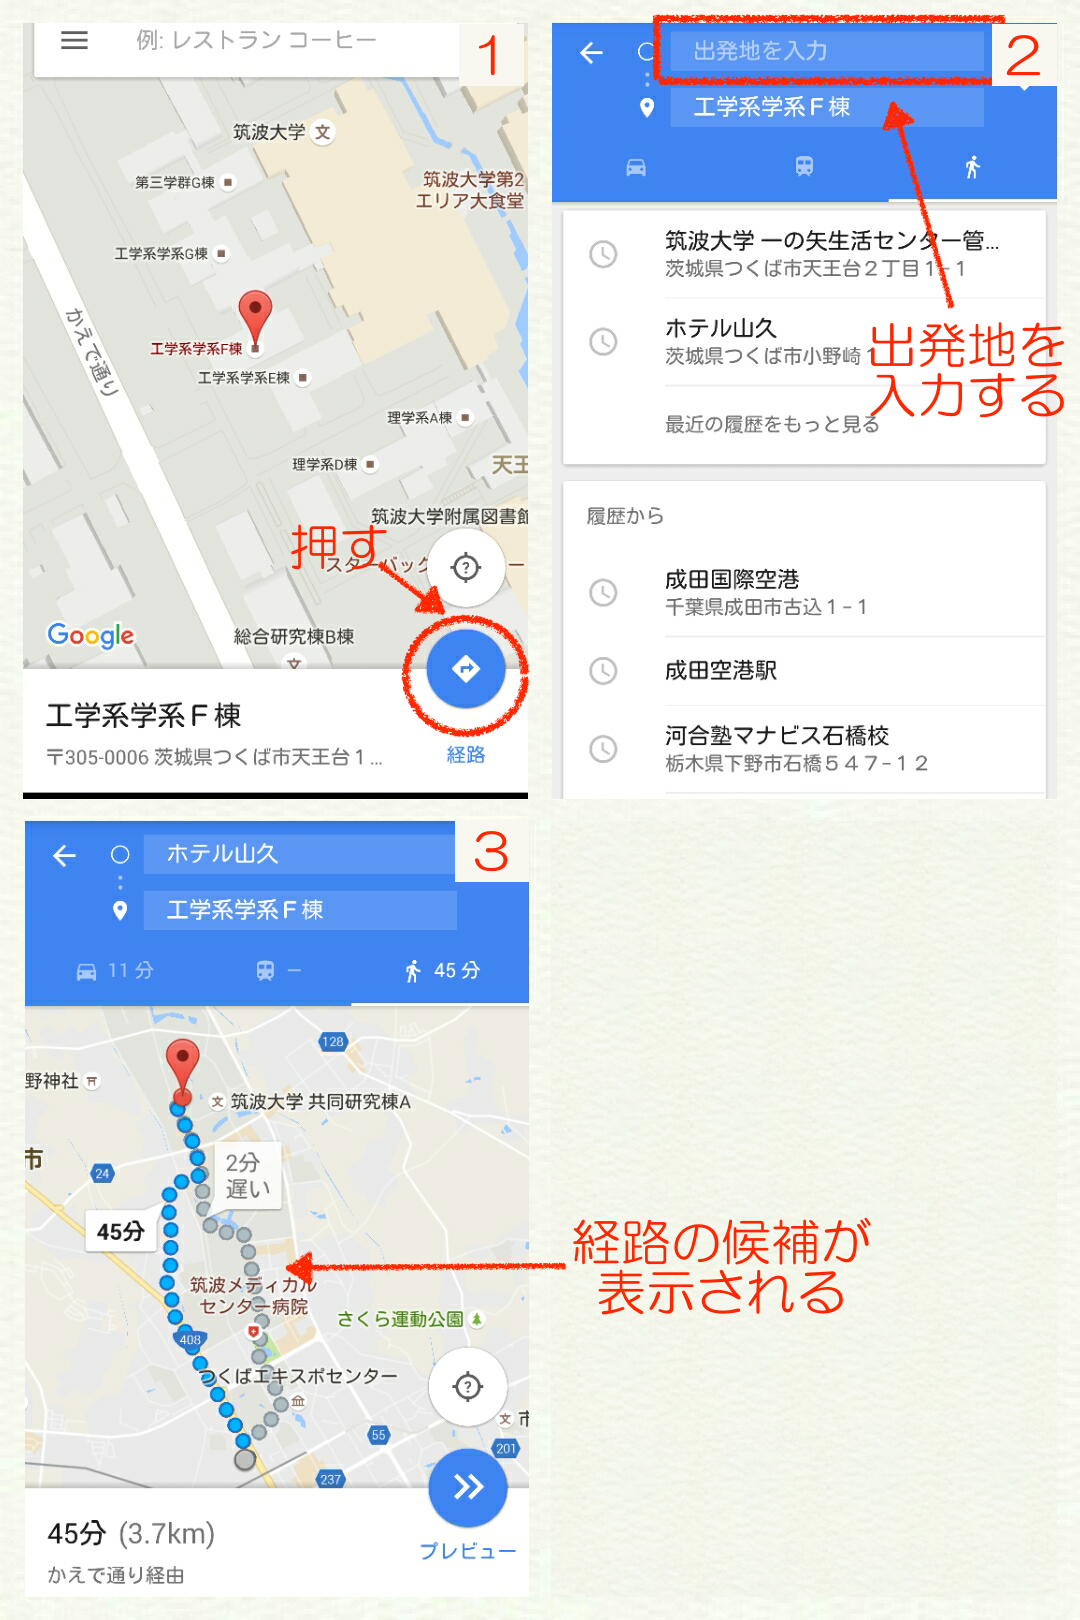 例: レストラン コーヒー
1
筑波大学
第三学群G棟
筑波大学第2
エリア大食堂
工学系学系G棟
かえで通り
工学系学系F棟
工学系学系E棟
理学系A棟
理学系D棟
天王
筑波大学附属図書館
押す
スターバック
ー
Google
総合研究棟B棟
工学系学系F棟
〒305-0006 茨城県つくば市天王台1...
経路
2
出発地を入力
工学系学系F棟
筑波大学 一の矢生活センター管...
茨城県つくば市天王台2丁目1-1
ホテル山久
茨城県つくば市小野崎1
出発地を
入力する
最近の履歴をもっと見る
履歴から
成田国際空港
千葉県成田市古込1-1
成田空港駅
河合塾マナビス石橋校
栃木県下野市石橋547-12
3
ホテル山久
工学系学系F棟
11 分
—
45 分
128
野神社
筑波大学 共同研究棟A
市
24
2分
遅い
45分
経路の候補が
表示される
筑波メディカル
センター病院
さくら運動公園
408
つくばエキスポセンター
市
55
201
237
45分 (3.7km)
かえで通り経由
プレビュー